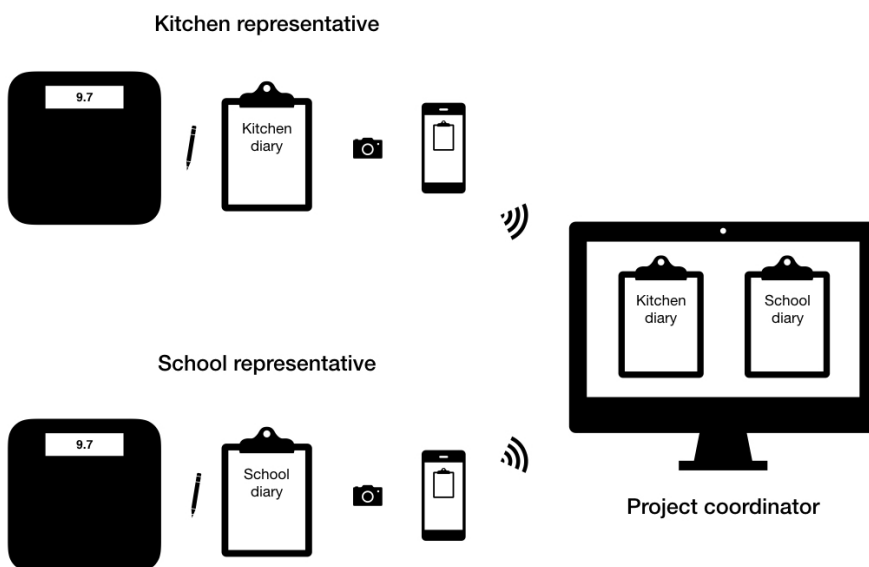 Kitchen representative
9.7
Kitchen
diary
Kitchen
diary
School
diary
School representative
9.7
School
diary
Project coordinator